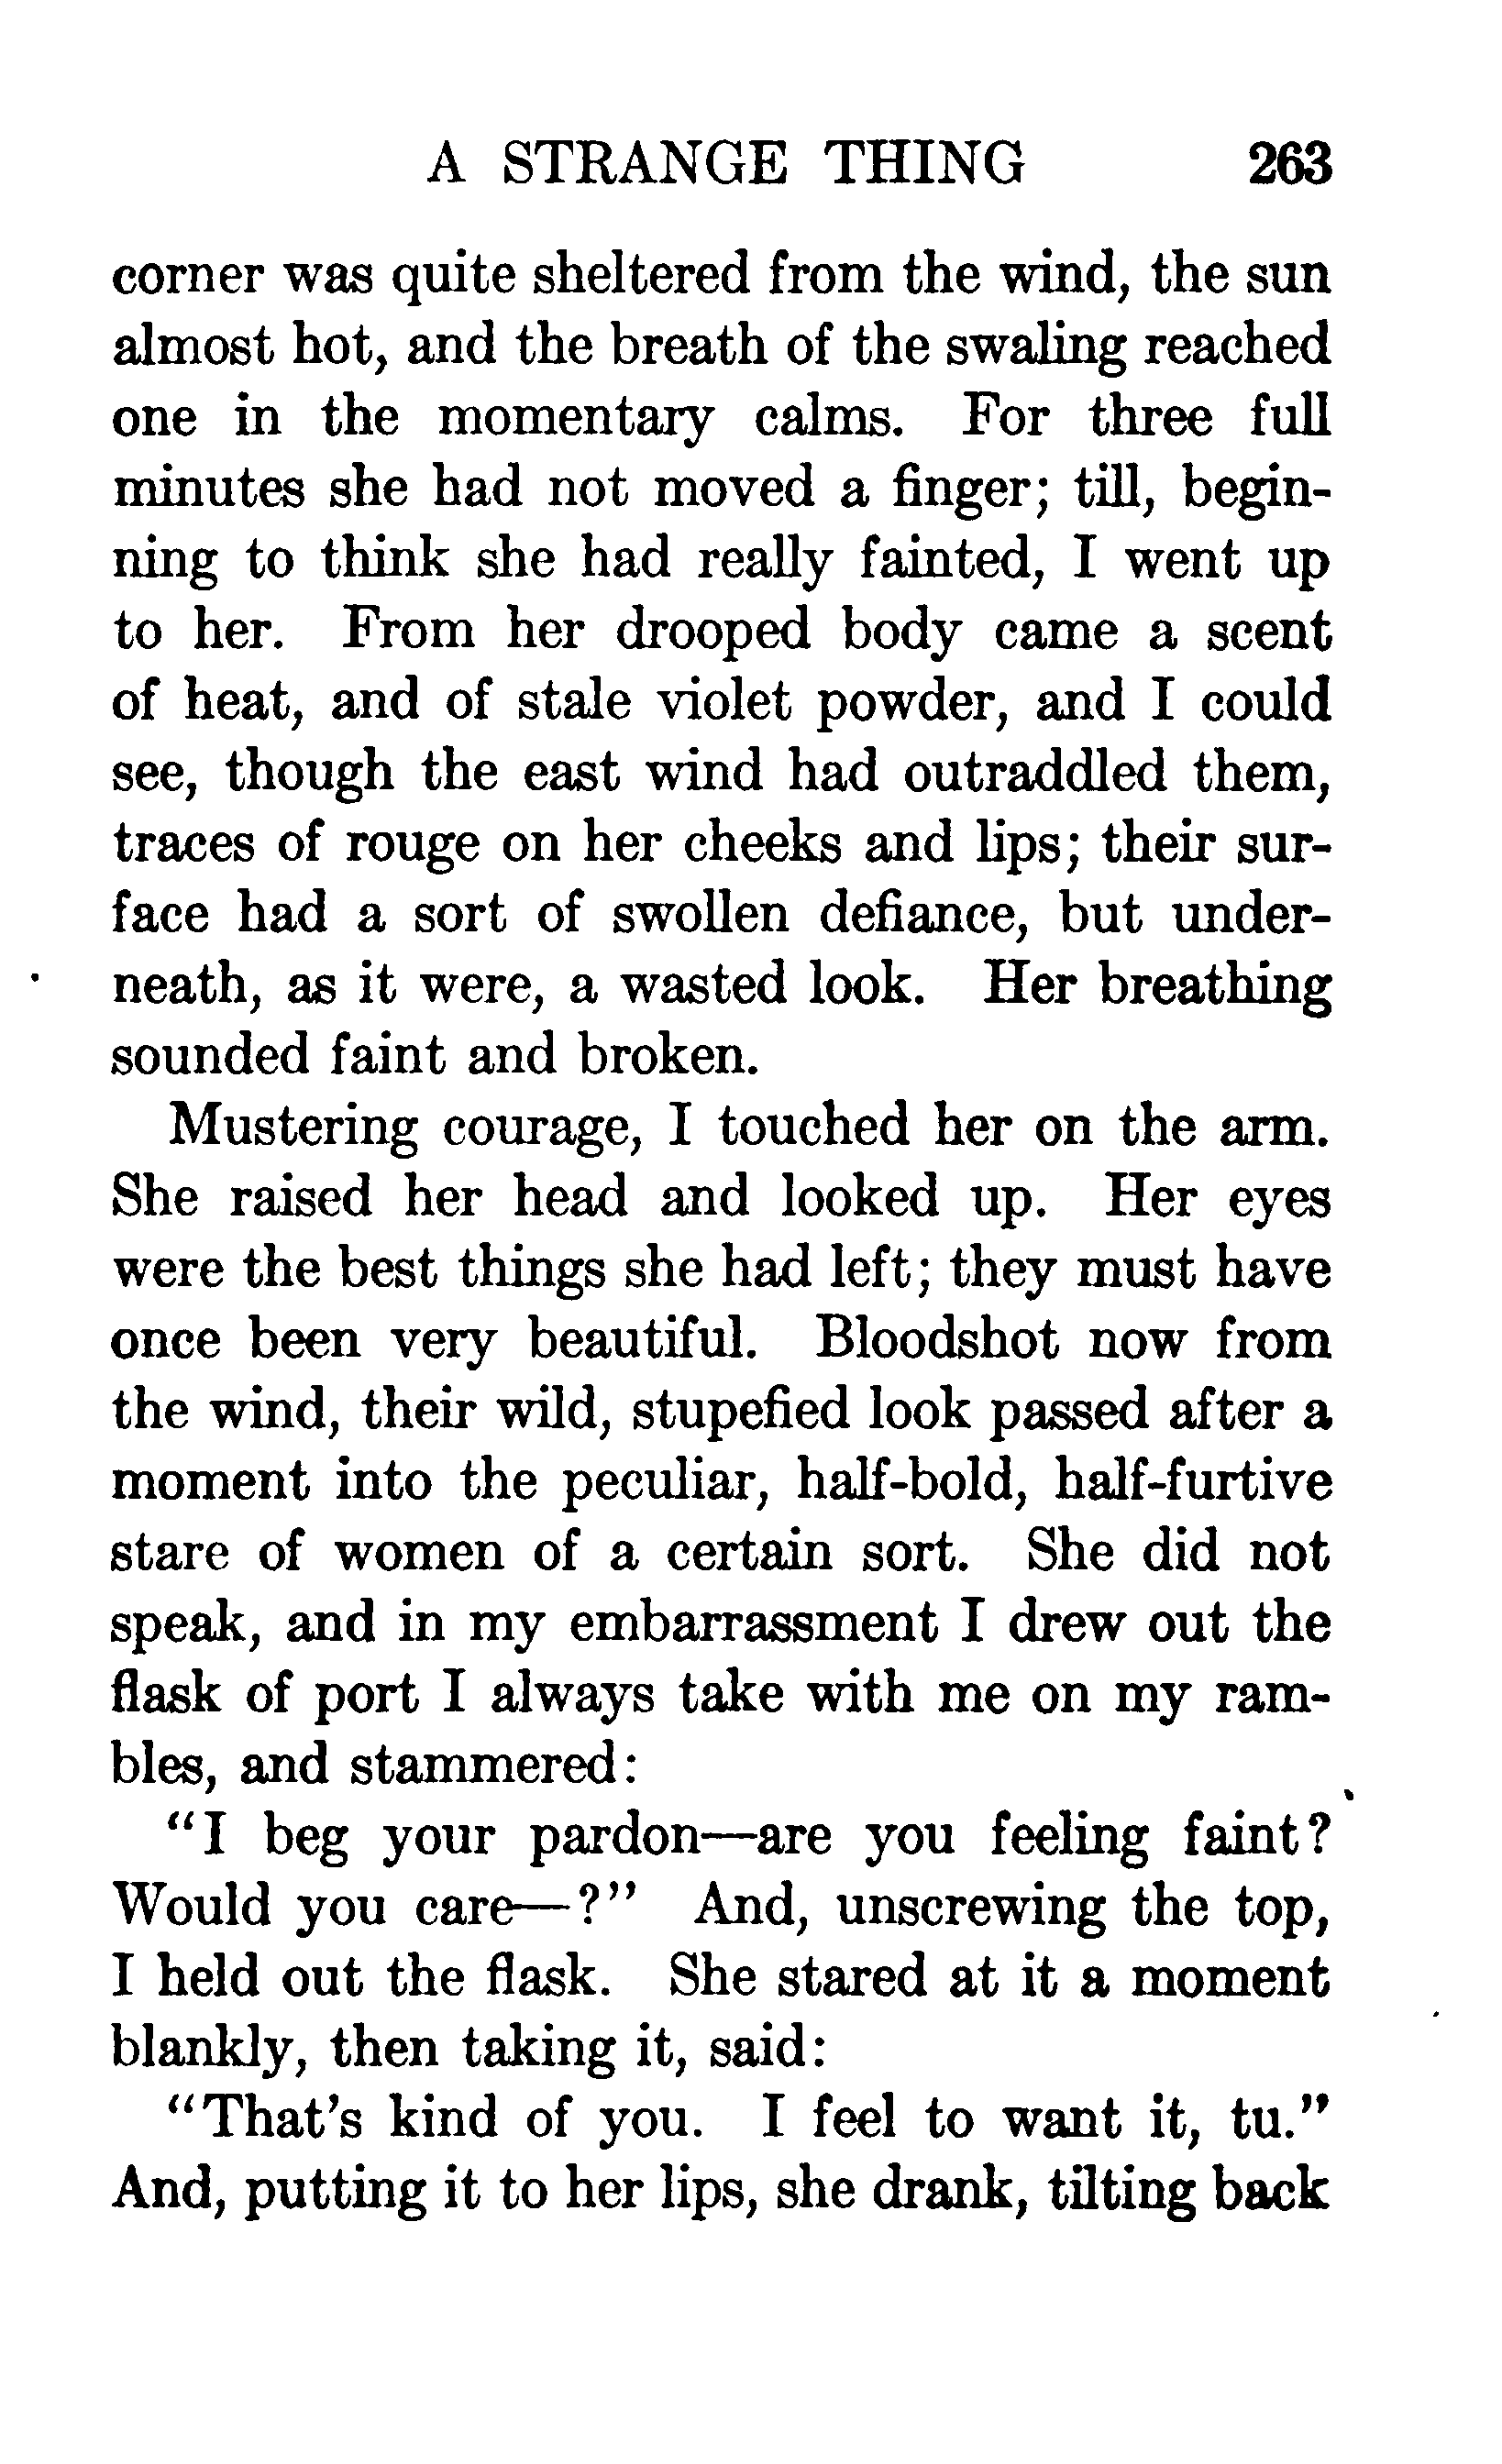 A STRANGE THING 263
corner was quite sheltered from the wind, the sun
almost hot, and the breath of the swaling reached
one in the momentary calms. For three full
minutes she had not moved a finger; till, begin-
ning to think she had really fainted, I went up
to her. From her drooped body came a scent
of heat, and of stale violet powder, and I could
see, though the east wind had outraddled them,
traces of rouge on her cheeks and lips; their sur-
face had a sort of swollen defiance, but under-
neath, as it were, a wasted look. Her breathing
sounded faint and broken.
Mustering courage, I touched her on the arm.
She raised her head and looked up. Her eyes
were the best things she had left; they must have
once been very beautiful. Bloodshot now from
the wind, their wild, stupefied look passed after a
moment into the peculiar, half-bold, half-furtive
stare of women of a certain sort. She did not
speak, and in my embarrassment I drew out the
flask of port I always take with me on my ram-
bles, and stammered:
"I beg your pardon—are you feeling faint?
Would you care—?" And, unscrewing the top,
I held out the flask. She stared at it a moment
blankly, then taking it, said:
"That's kind of you. I feel to want it, tu."
And, putting it to her lips, she drank, tilting back